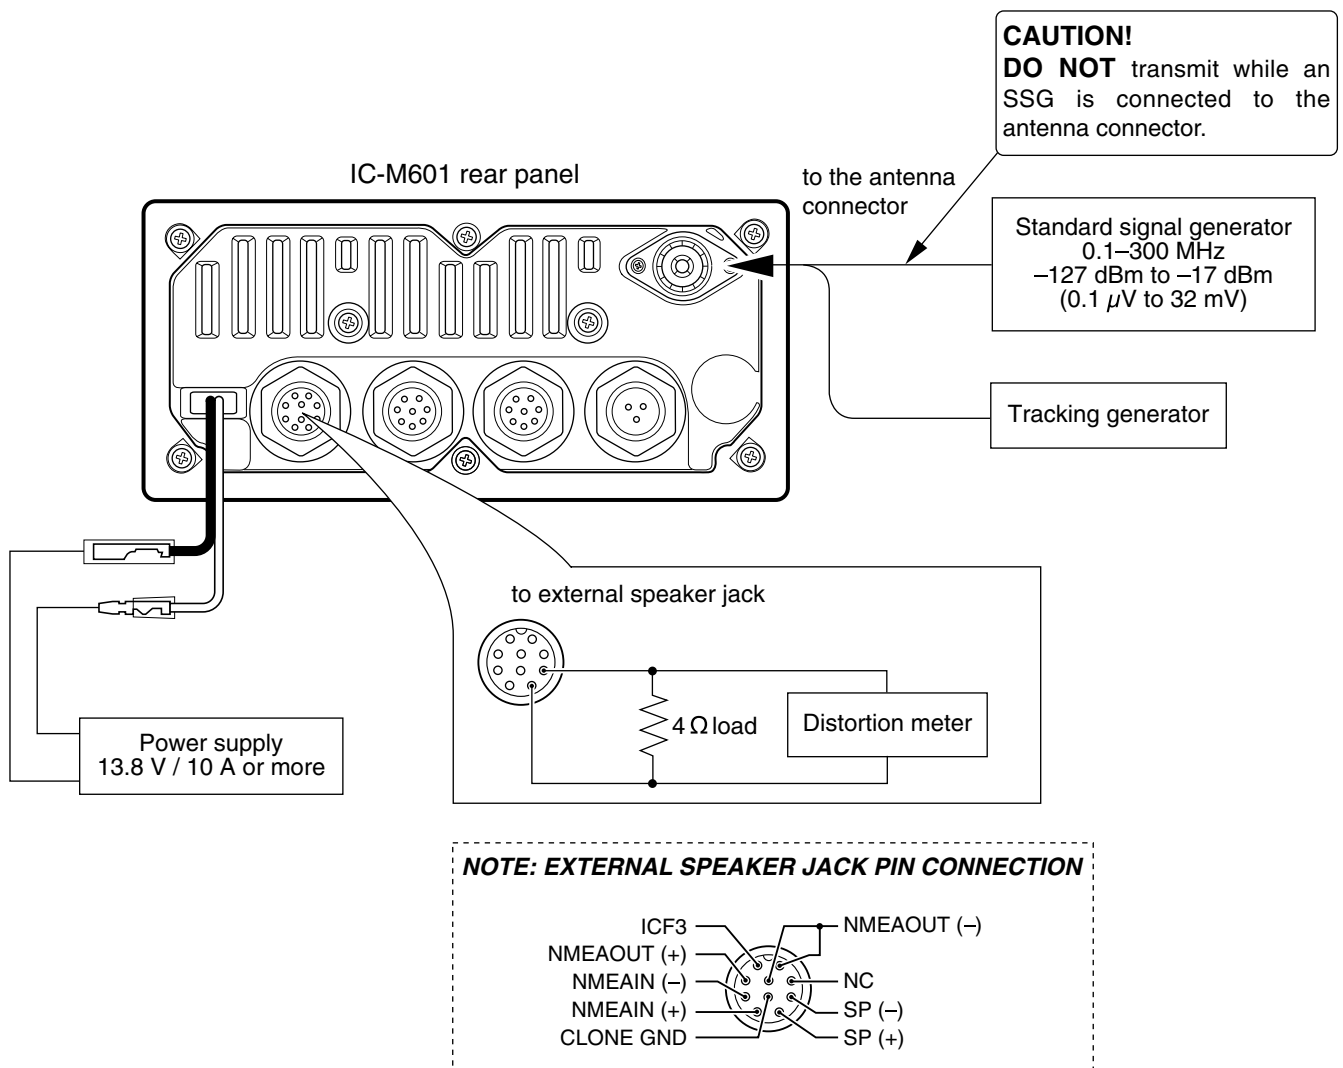 CAUTION!
DO NOT transmit while an
SSG is connected to the
antenna connector.
IC-M601 rear panel
to the antenna
connector
Standard signal generator
0.1–300 MHz
–127 dBm to –17 dBm
(0.1 µV to 32 mV)
Tracking generator
to external speaker jack
4 Ω load
Distortion meter
Power supply
13.8 V / 10 A or more
NOTE: EXTERNAL SPEAKER JACK PIN CONNECTION
ICF3
NMEAOUT (–)
NMEAOUT (+)
NMEAIN (–)
NC
NMEAIN (+)
SP (–)
CLONE GND
SP (+)